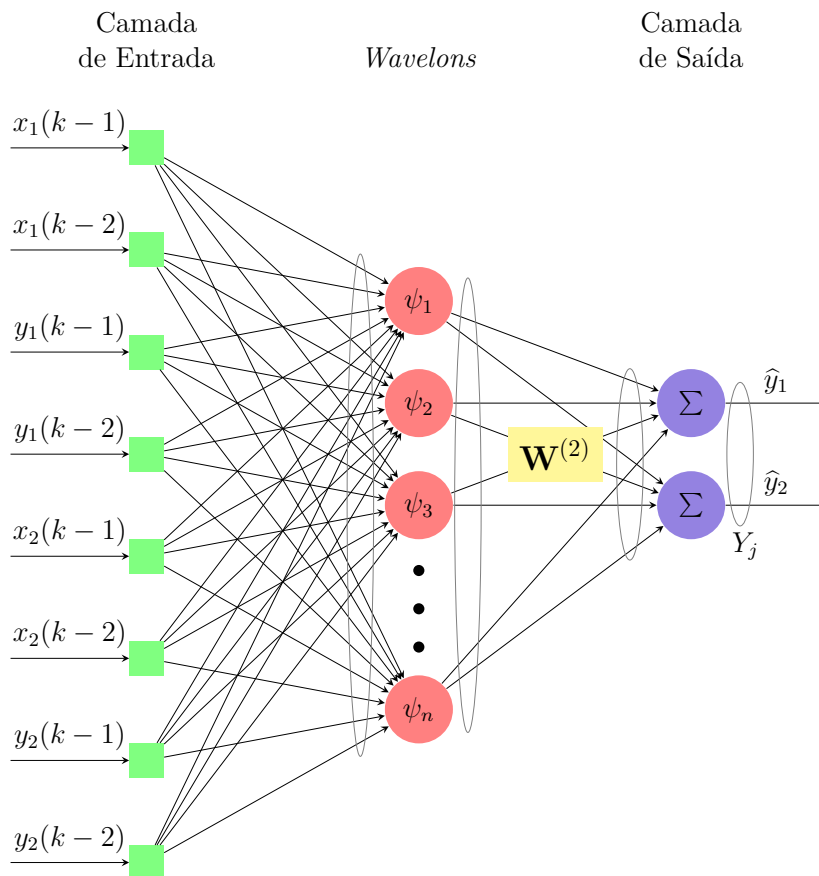 Camada
de Entrada
Wavelons
Camada
de Saída
x₁(k − 1)
x₁(k − 2)
y₁(k − 1)
y₁(k − 2)
x₂(k − 1)
x₂(k − 2)
y₂(k − 1)
y₂(k − 2)
ψ₁
ψ₂
ψ₃
ψₙ
W⁽²⁾
Σ
Σ
ŷ₁
ŷ₂
Yⱼ